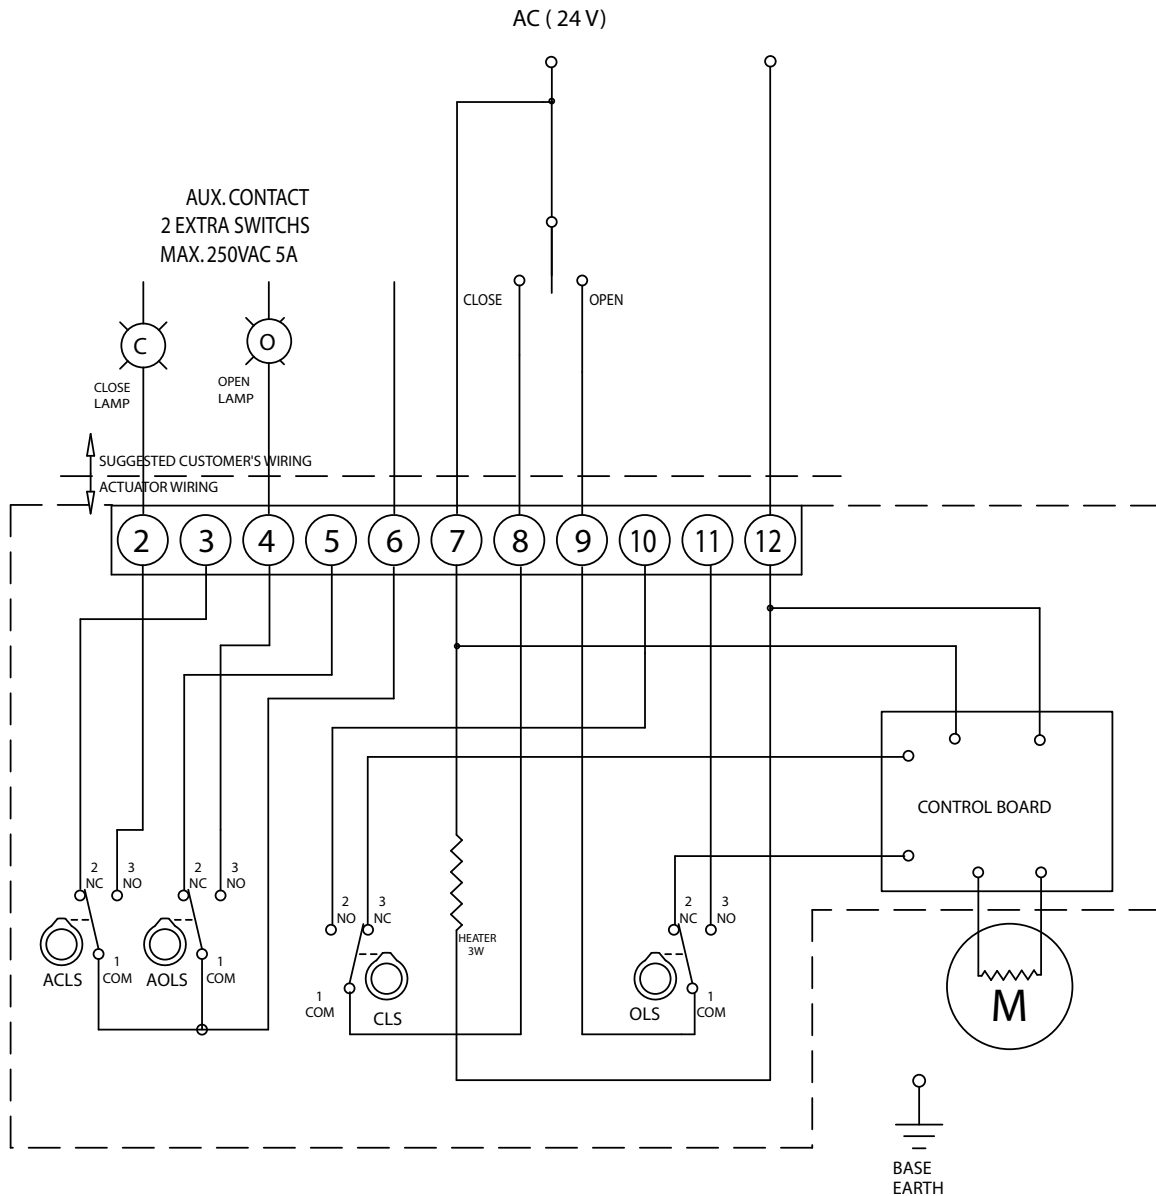 AC ( 24 V)
AUX. CONTACT
2 EXTRA SWITCHS
MAX. 250VAC 5A
CLOSE
OPEN
C
O
CLOSE
LAMP
OPEN
LAMP
SUGGESTED CUSTOMER'S WIRING
ACTUATOR WIRING
2 3 4 5 6 7 8 9 10 11 12
CONTROL BOARD
2
NC
3
NO
2
NC
3
NO
2
NO
3
NC
2
NC
3
NO
HEATER
3W
1
COM
ACLS
1
COM
AOLS
1
COM
CLS
1
COM
OLS
M
BASE
EARTH